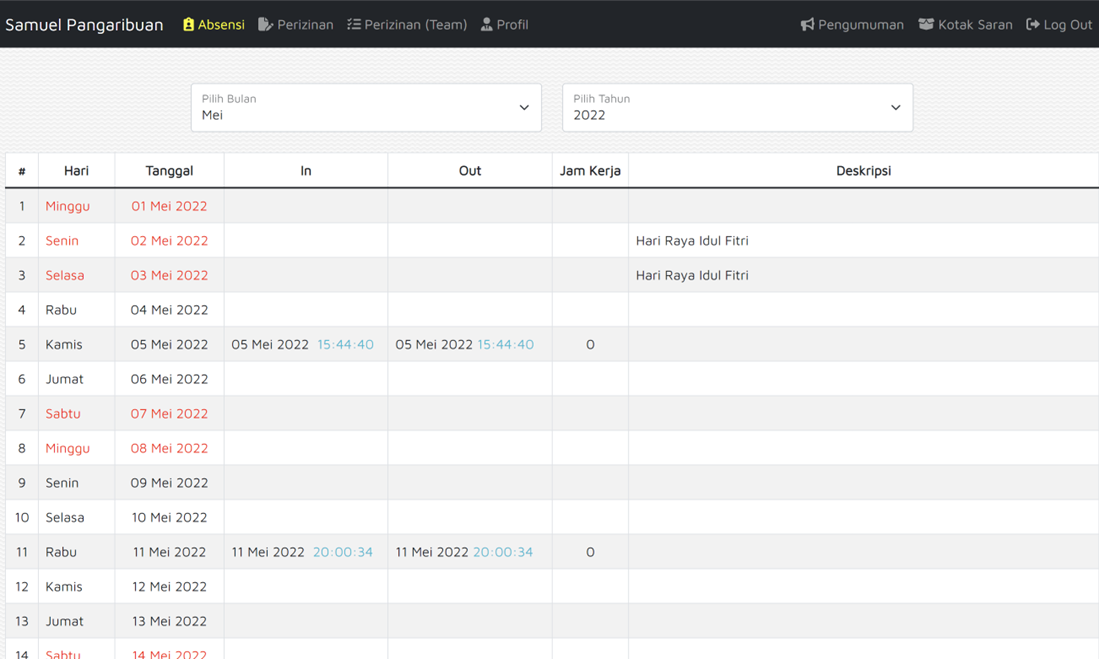 Samuel Pangaribuan Absensi Perizinan Perizinan (Team) Profil Pengumuman Kotak Saran Log Out
Pilih Bulan
Mei
Pilih Tahun
2022
# Hari Tanggal In Out Jam Kerja Deskripsi
1 Minggu 01 Mei 2022
2 Senin 02 Mei 2022 Hari Raya Idul Fitri
3 Selasa 03 Mei 2022 Hari Raya Idul Fitri
4 Rabu 04 Mei 2022
5 Kamis 05 Mei 2022 05 Mei 2022 15:44:40 05 Mei 2022 15:44:40 0
6 Jumat 06 Mei 2022
7 Sabtu 07 Mei 2022
8 Minggu 08 Mei 2022
9 Senin 09 Mei 2022
10 Selasa 10 Mei 2022
11 Rabu 11 Mei 2022 11 Mei 2022 20:00:34 11 Mei 2022 20:00:34 0
12 Kamis 12 Mei 2022
13 Jumat 13 Mei 2022
14 Sabtu 14 Mei 2022